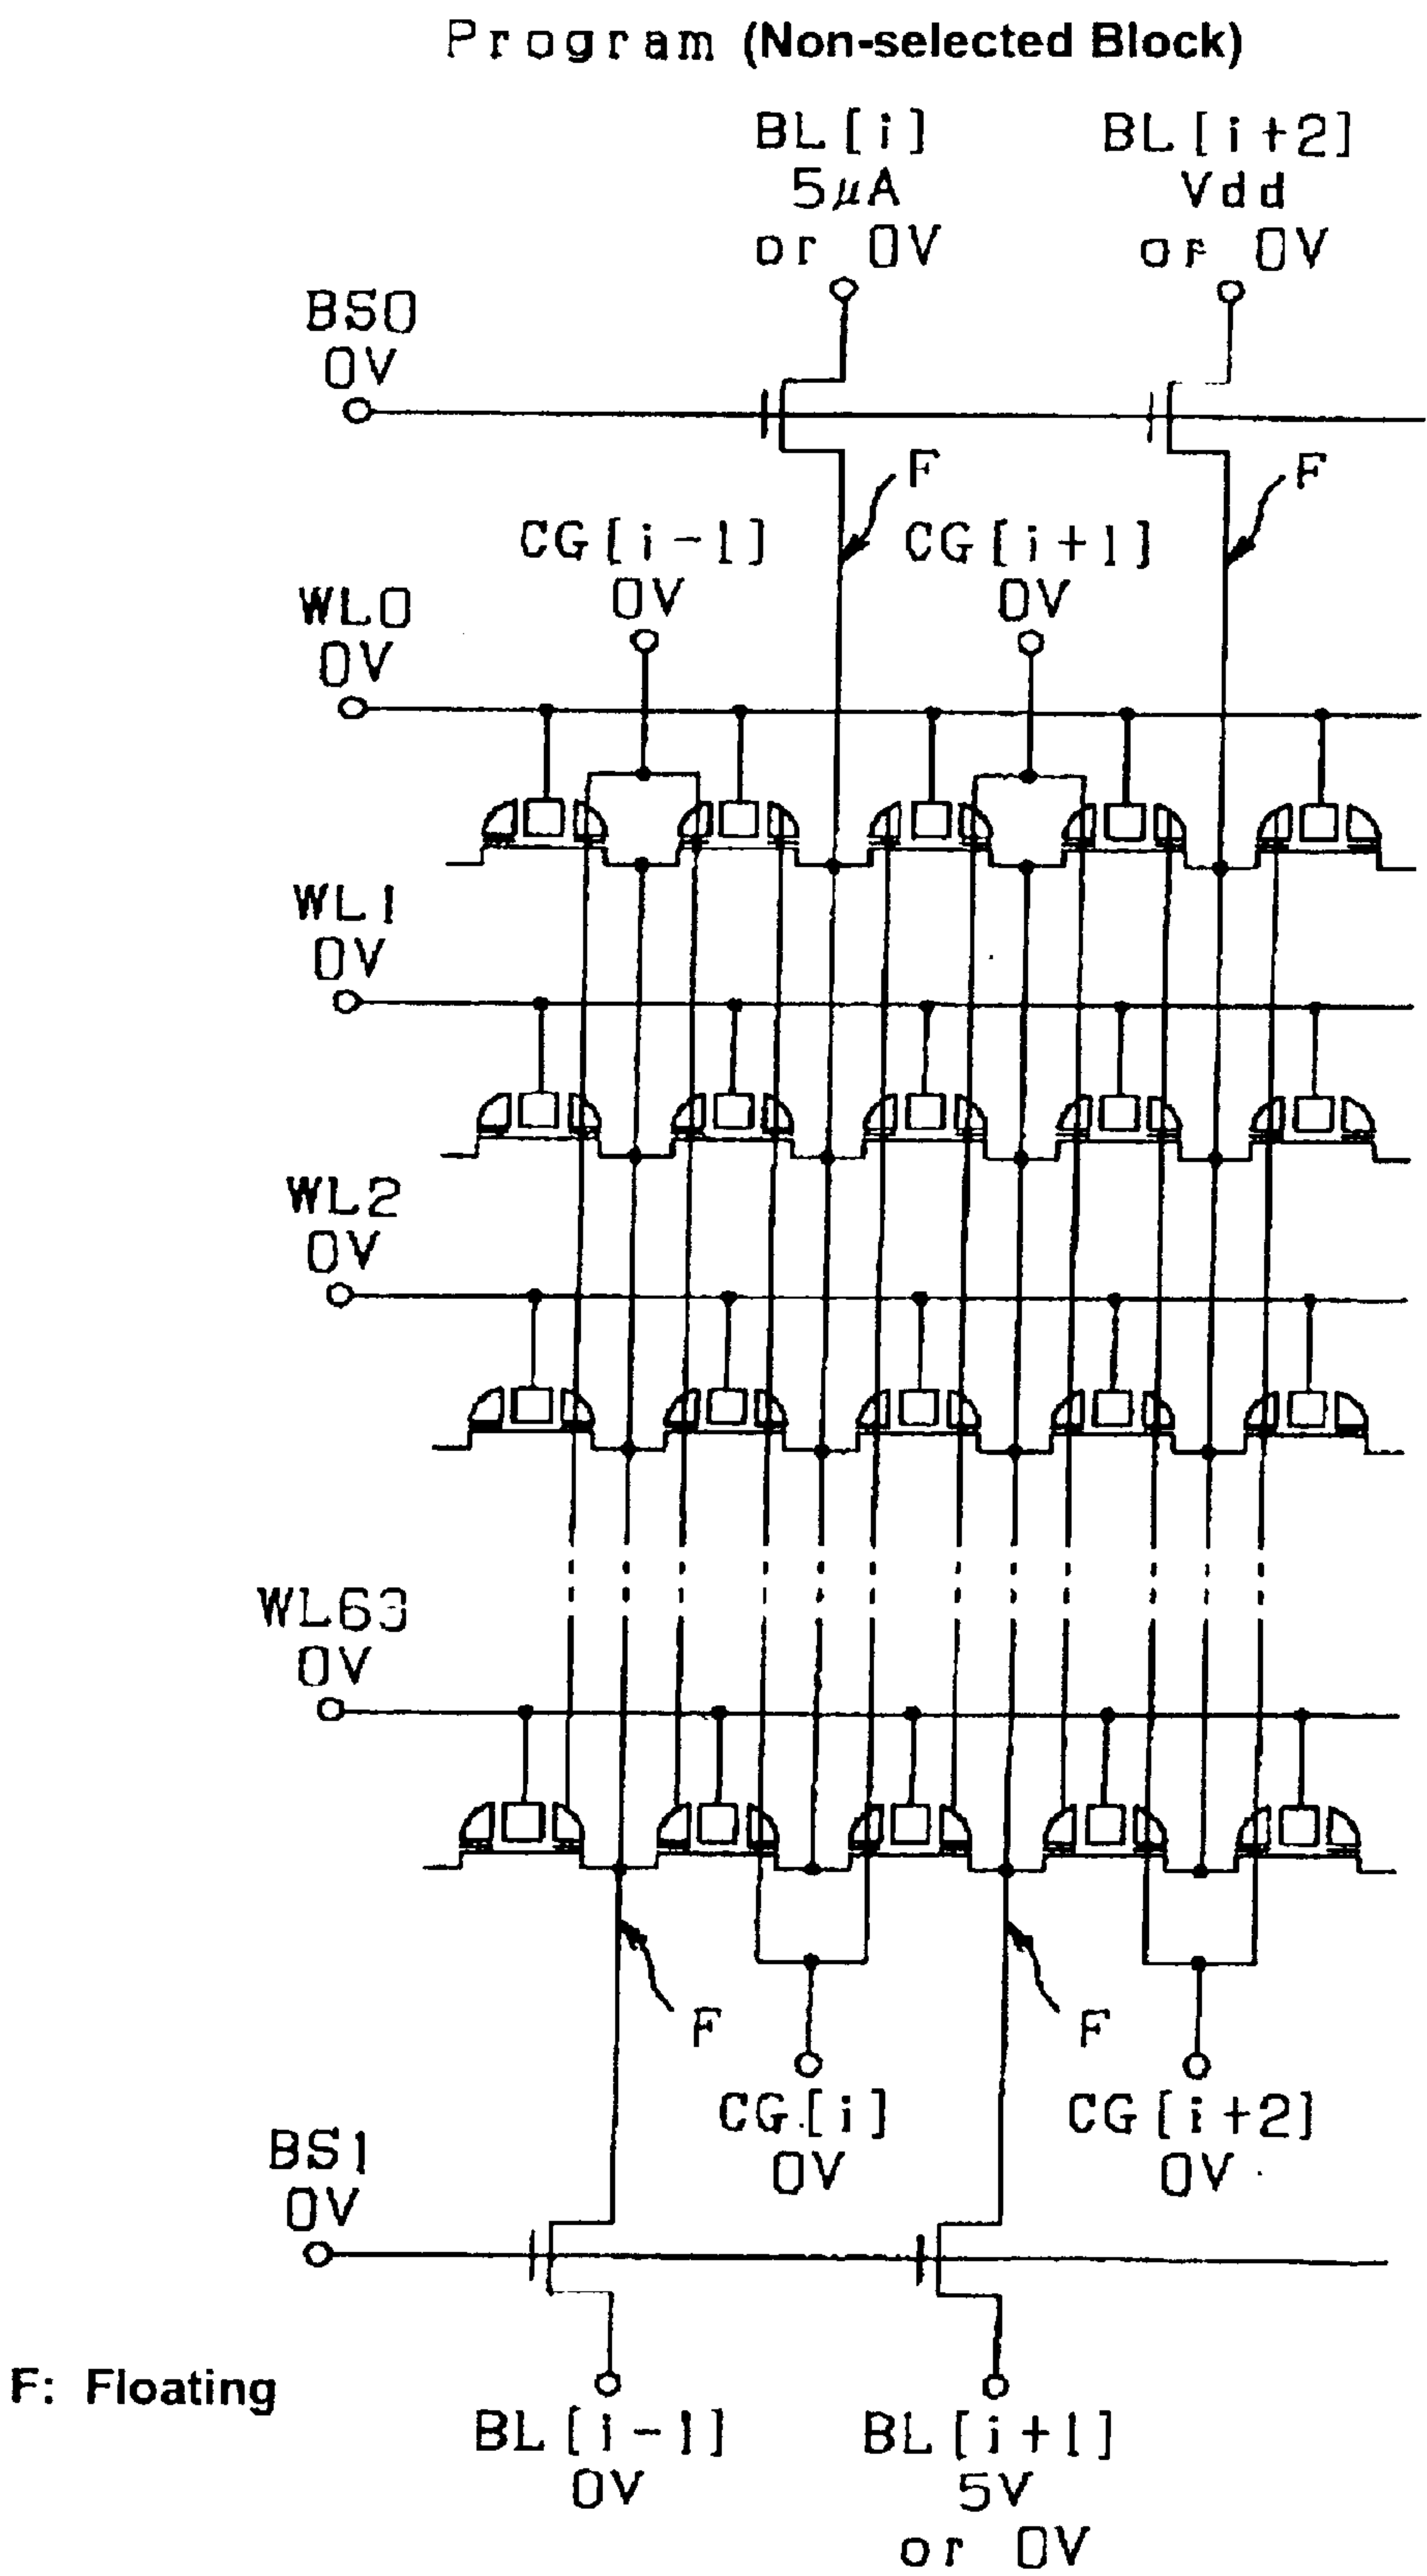 Program (Non-selected Block)
BL[i] BL[i+2]
5μA Vdd
or 0V or 0V
BS0
0V
F F
CG[i-1] CG[i+1]
0V 0V
WL0
0V
WL1
0V
WL2
0V
WL63
0V
F F
CG[i] CG[i+2]
0V 0V
BS1
0V
F: Floating
BL[i-1] BL[i+1]
0V 5V
or 0V